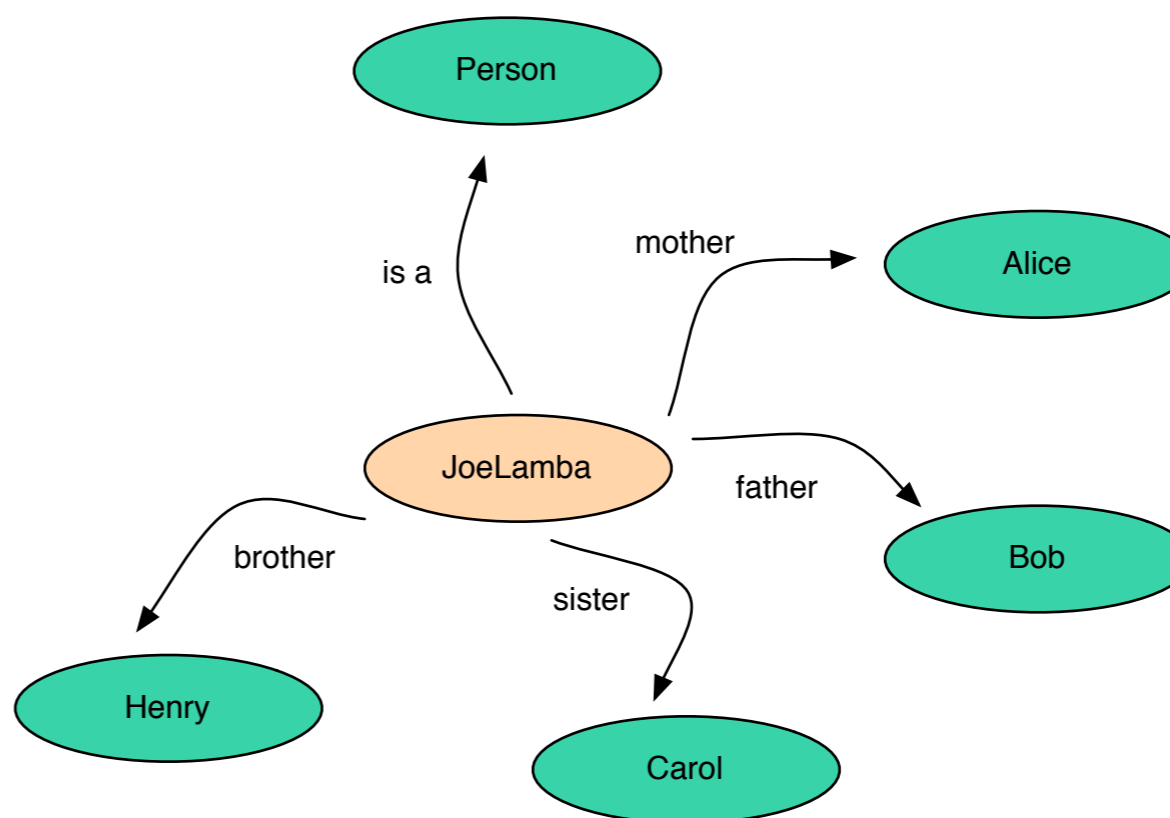 Person
mother
Alice
is a
JoeLamba
father
brother
Bob
sister
Henry
Carol